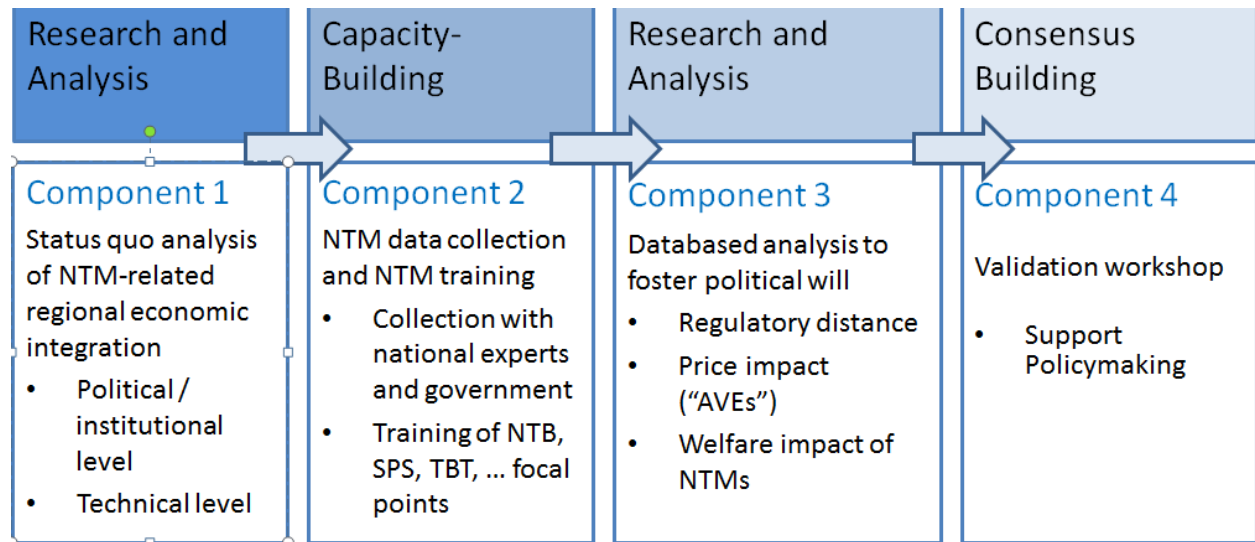 Research and
Analysis
Capacity-
Building
Research and
Analysis
Consensus
Building
Component 1
Status quo analysis
of NTM-related
regional economic
integration
• Political /
institutional
level
• Technical level
Component 2
NTM data collection
and NTM training
• Collection with
national experts
and government
• Training of NTB,
SPS, TBT, ... focal
points
Component 3
Databased analysis to
foster political will
• Regulatory distance
• Price impact
(“AVEs”)
• Welfare impact of
NTMs
Component 4
Validation workshop
• Support
Policymaking